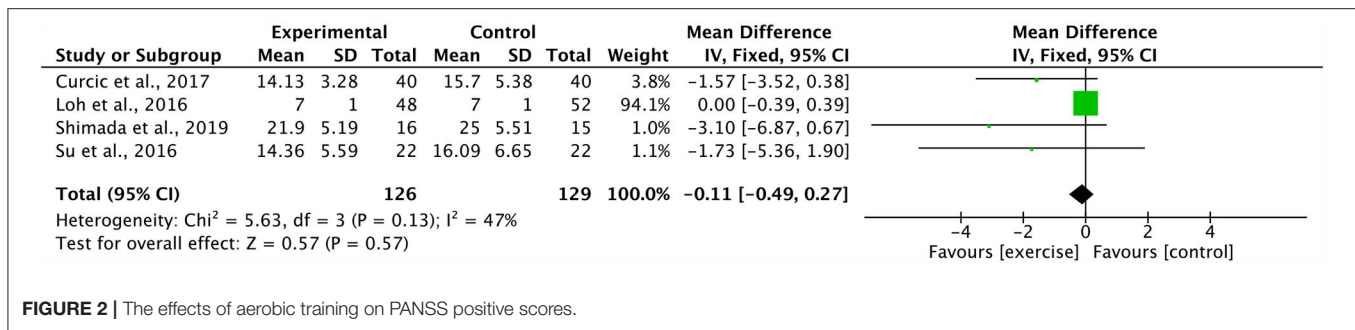 Experimental Control Mean Difference Mean Difference
Study or Subgroup Mean SD Total Mean SD Total Weight IV, Fixed, 95% CI IV, Fixed, 95% CI
Curcic et al., 2017 14.13 3.28 40 15.7 5.38 40 3.8% −1.57 [−3.52, 0.38]
Loh et al., 2016 7 1 48 7 1 52 94.1% 0.00 [−0.39, 0.39]
Shimada et al., 2019 21.9 5.19 16 25 5.51 15 1.0% −3.10 [−6.87, 0.67]
Su et al., 2016 14.36 5.59 22 16.09 6.65 22 1.1% −1.73 [−5.36, 1.90]
Total (95% CI) 126 129 100.0% −0.11 [−0.49, 0.27]
Heterogeneity: Chi² = 5.63, df = 3 (P = 0.13); I² = 47%
Test for overall effect: Z = 0.57 (P = 0.57)
−4 −2 0 2 4
Favours [exercise] Favours [control]
FIGURE 2 | The effects of aerobic training on PANSS positive scores.